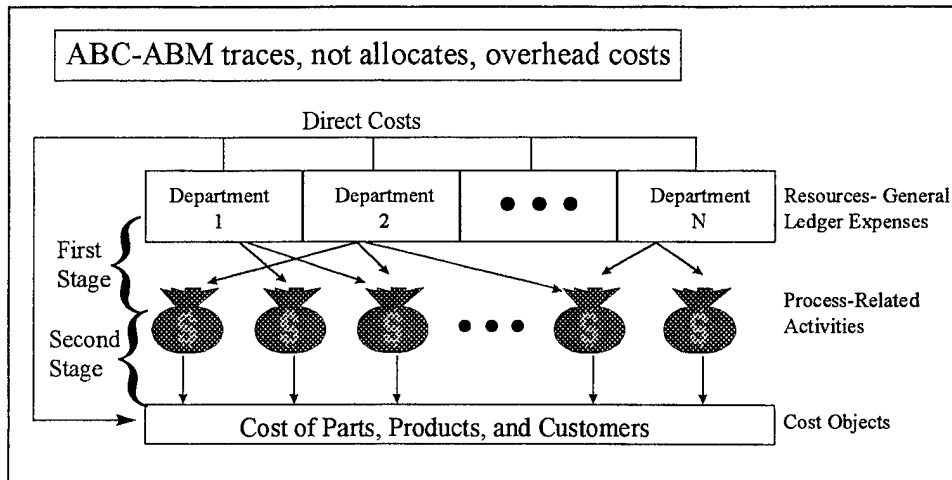 ABC-ABM traces, not allocates, overhead costs
Direct Costs
Department
1
Department
2
Department
N
Resources- General
Ledger Expenses
First
Stage
Process-Related
Activities
Second
Stage
$ $ $ $ $
Cost of Parts, Products, and Customers
Cost Objects